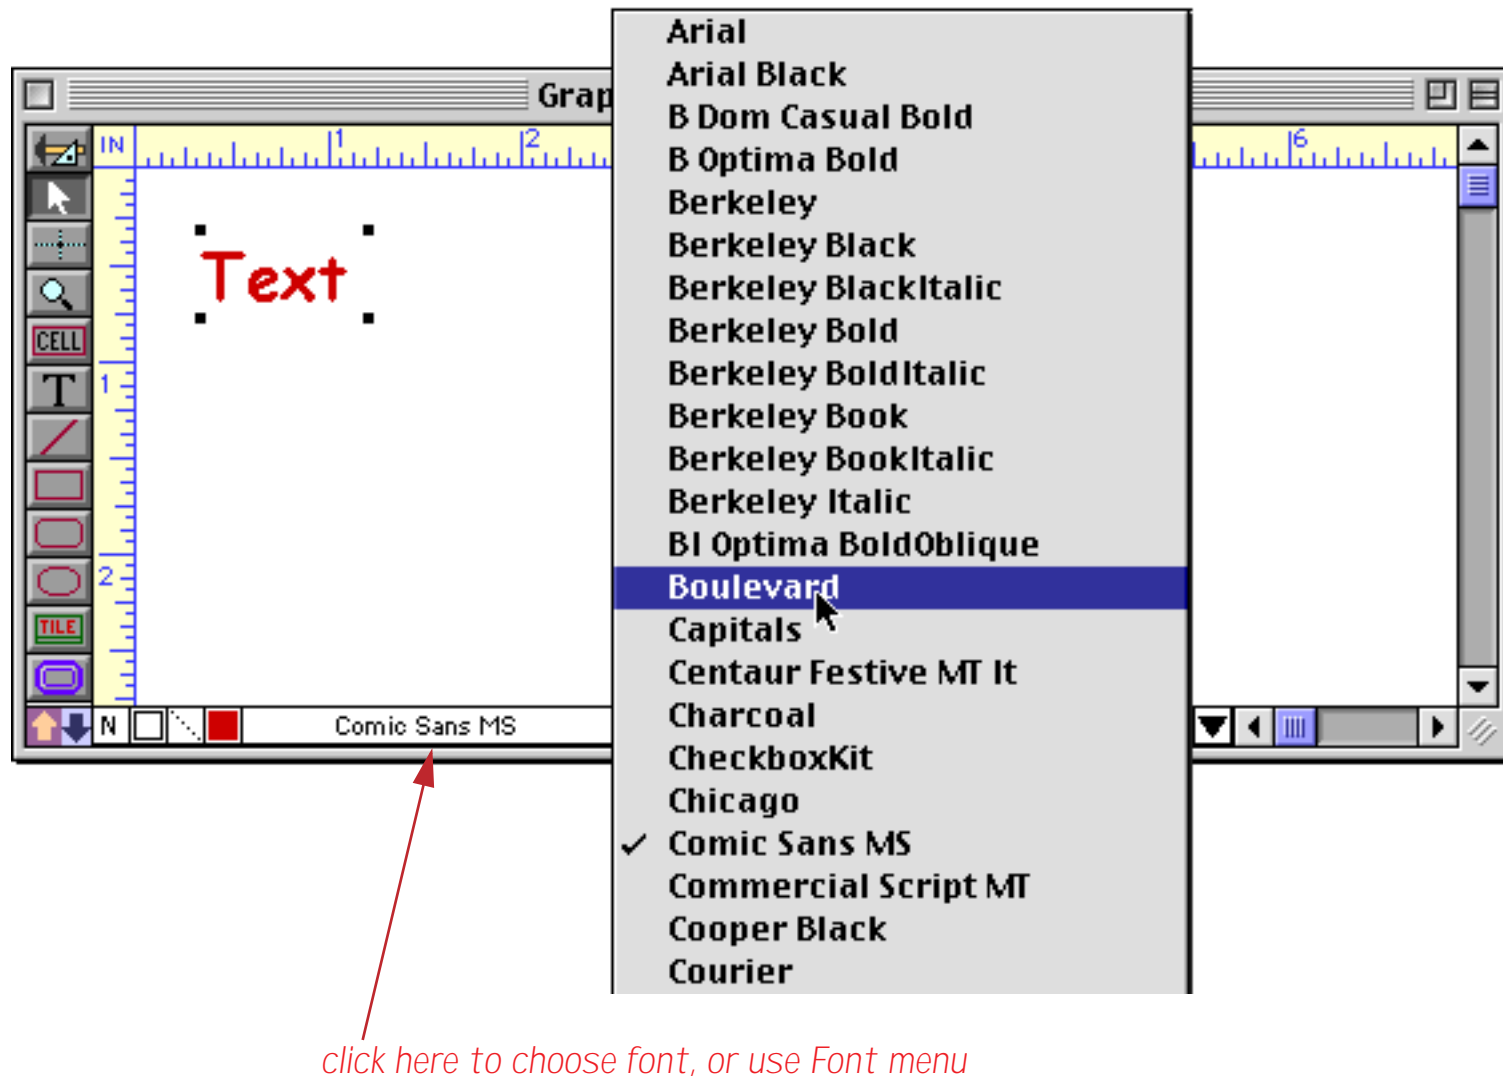 Grap
IN
1
2
6
Text
CELL
T
1
2
TILE
N
Comic Sans MS
Arial
Arial Black
B Dom Casual Bold
B Optima Bold
Berkeley
Berkeley Black
Berkeley BlackItalic
Berkeley Bold
Berkeley BoldItalic
Berkeley Book
Berkeley BookItalic
Berkeley Italic
BI Optima BoldOblique
Boulevard
Capitals
Centaur Festive MT It
Charcoal
CheckboxKit
Chicago
✓ Comic Sans MS
Commercial Script MT
Cooper Black
Courier
click here to choose font, or use Font menu